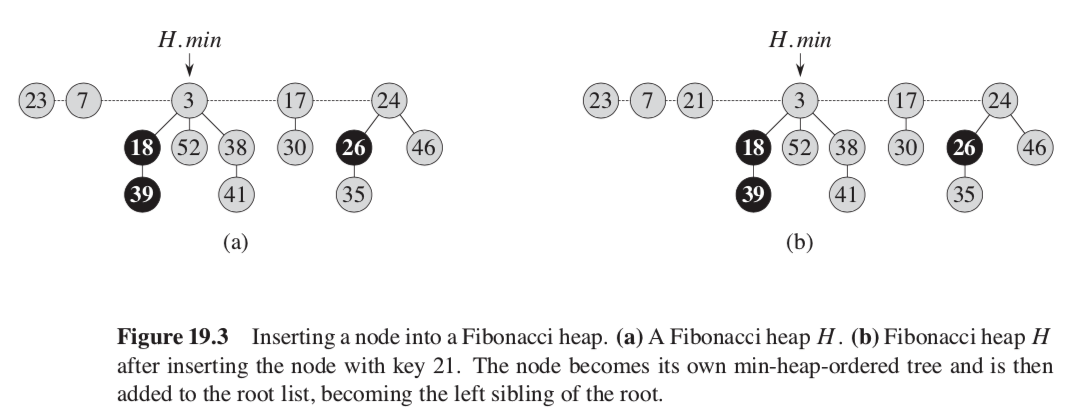 H.min H.min
23 7 3 17 24 23 7 21 3 17 24
18 52 38 30 26 46 18 52 38 30 26 46
39 41 35 39 41 35
(a) (b)
Figure 19.3 Inserting a node into a Fibonacci heap. (a) A Fibonacci heap H. (b) Fibonacci heap H
after inserting the node with key 21. The node becomes its own min-heap-ordered tree and is then
added to the root list, becoming the left sibling of the root.